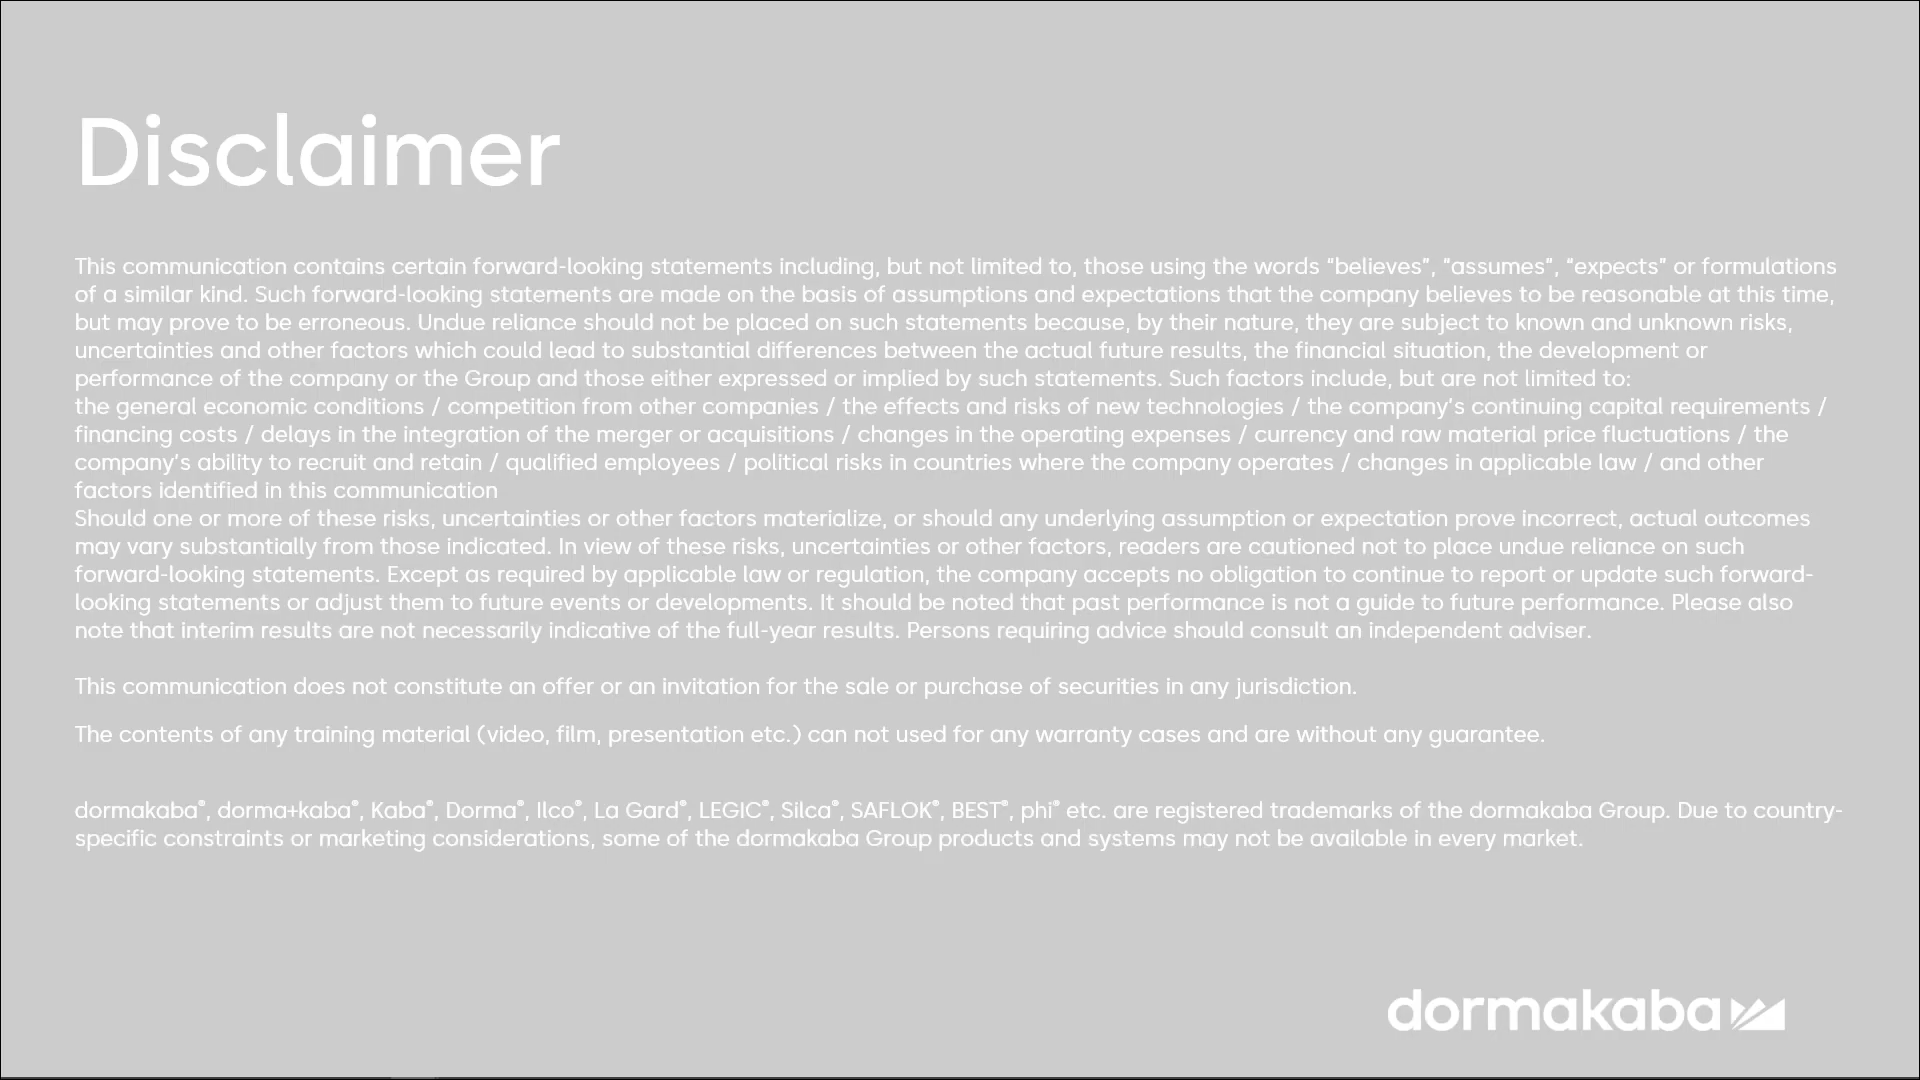 Disclaimer
This communication contains certain forward-looking statements including, but not limited to, those using the words “believes”, “assumes”, “expects” or formulations
of a similar kind. Such forward-looking statements are made on the basis of assumptions and expectations that the company believes to be reasonable at this time,
but may prove to be erroneous. Undue reliance should not be placed on such statements because, by their nature, they are subject to known and unknown risks,
uncertainties and other factors which could lead to substantial differences between the actual future results, the financial situation, the development or
performance of the company or the Group and those either expressed or implied by such statements. Such factors include, but are not limited to:
the general economic conditions / competition from other companies / the effects and risks of new technologies / the company’s continuing capital requirements /
financing costs / delays in the integration of the merger or acquisitions / changes in the operating expenses / currency and raw material price fluctuations / the
company’s ability to recruit and retain / qualified employees / political risks in countries where the company operates / changes in applicable law / and other
factors identified in this communication
Should one or more of these risks, uncertainties or other factors materialize, or should any underlying assumption or expectation prove incorrect, actual outcomes
may vary substantially from those indicated. In view of these risks, uncertainties or other factors, readers are cautioned not to place undue reliance on such
forward-looking statements. Except as required by applicable law or regulation, the company accepts no obligation to continue to report or update such forward-
looking statements or adjust them to future events or developments. It should be noted that past performance is not a guide to future performance. Please also
note that interim results are not necessarily indicative of the full-year results. Persons requiring advice should consult an independent adviser.
This communication does not constitute an offer or an invitation for the sale or purchase of securities in any jurisdiction.
The contents of any training material (video, film, presentation etc.) can not used for any warranty cases and are without any guarantee.
dormakaba®, dorma+kaba®, Kaba®, Dorma®, Ilco®, La Gard®, LEGIC®, Silca®, SAFLOK®, BEST®, phi® etc. are registered trademarks of the dormakaba Group. Due to country-
specific constraints or marketing considerations, some of the dormakaba Group products and systems may not be available in every market.
dormakaba